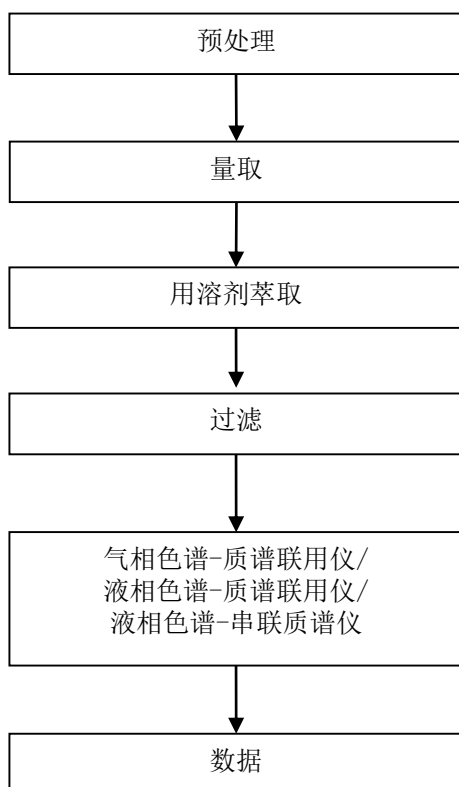 预处理
量取
用溶剂萃取
过滤
气相色谱-质谱联用仪/
液相色谱-质谱联用仪/
液相色谱-串联质谱仪
数据